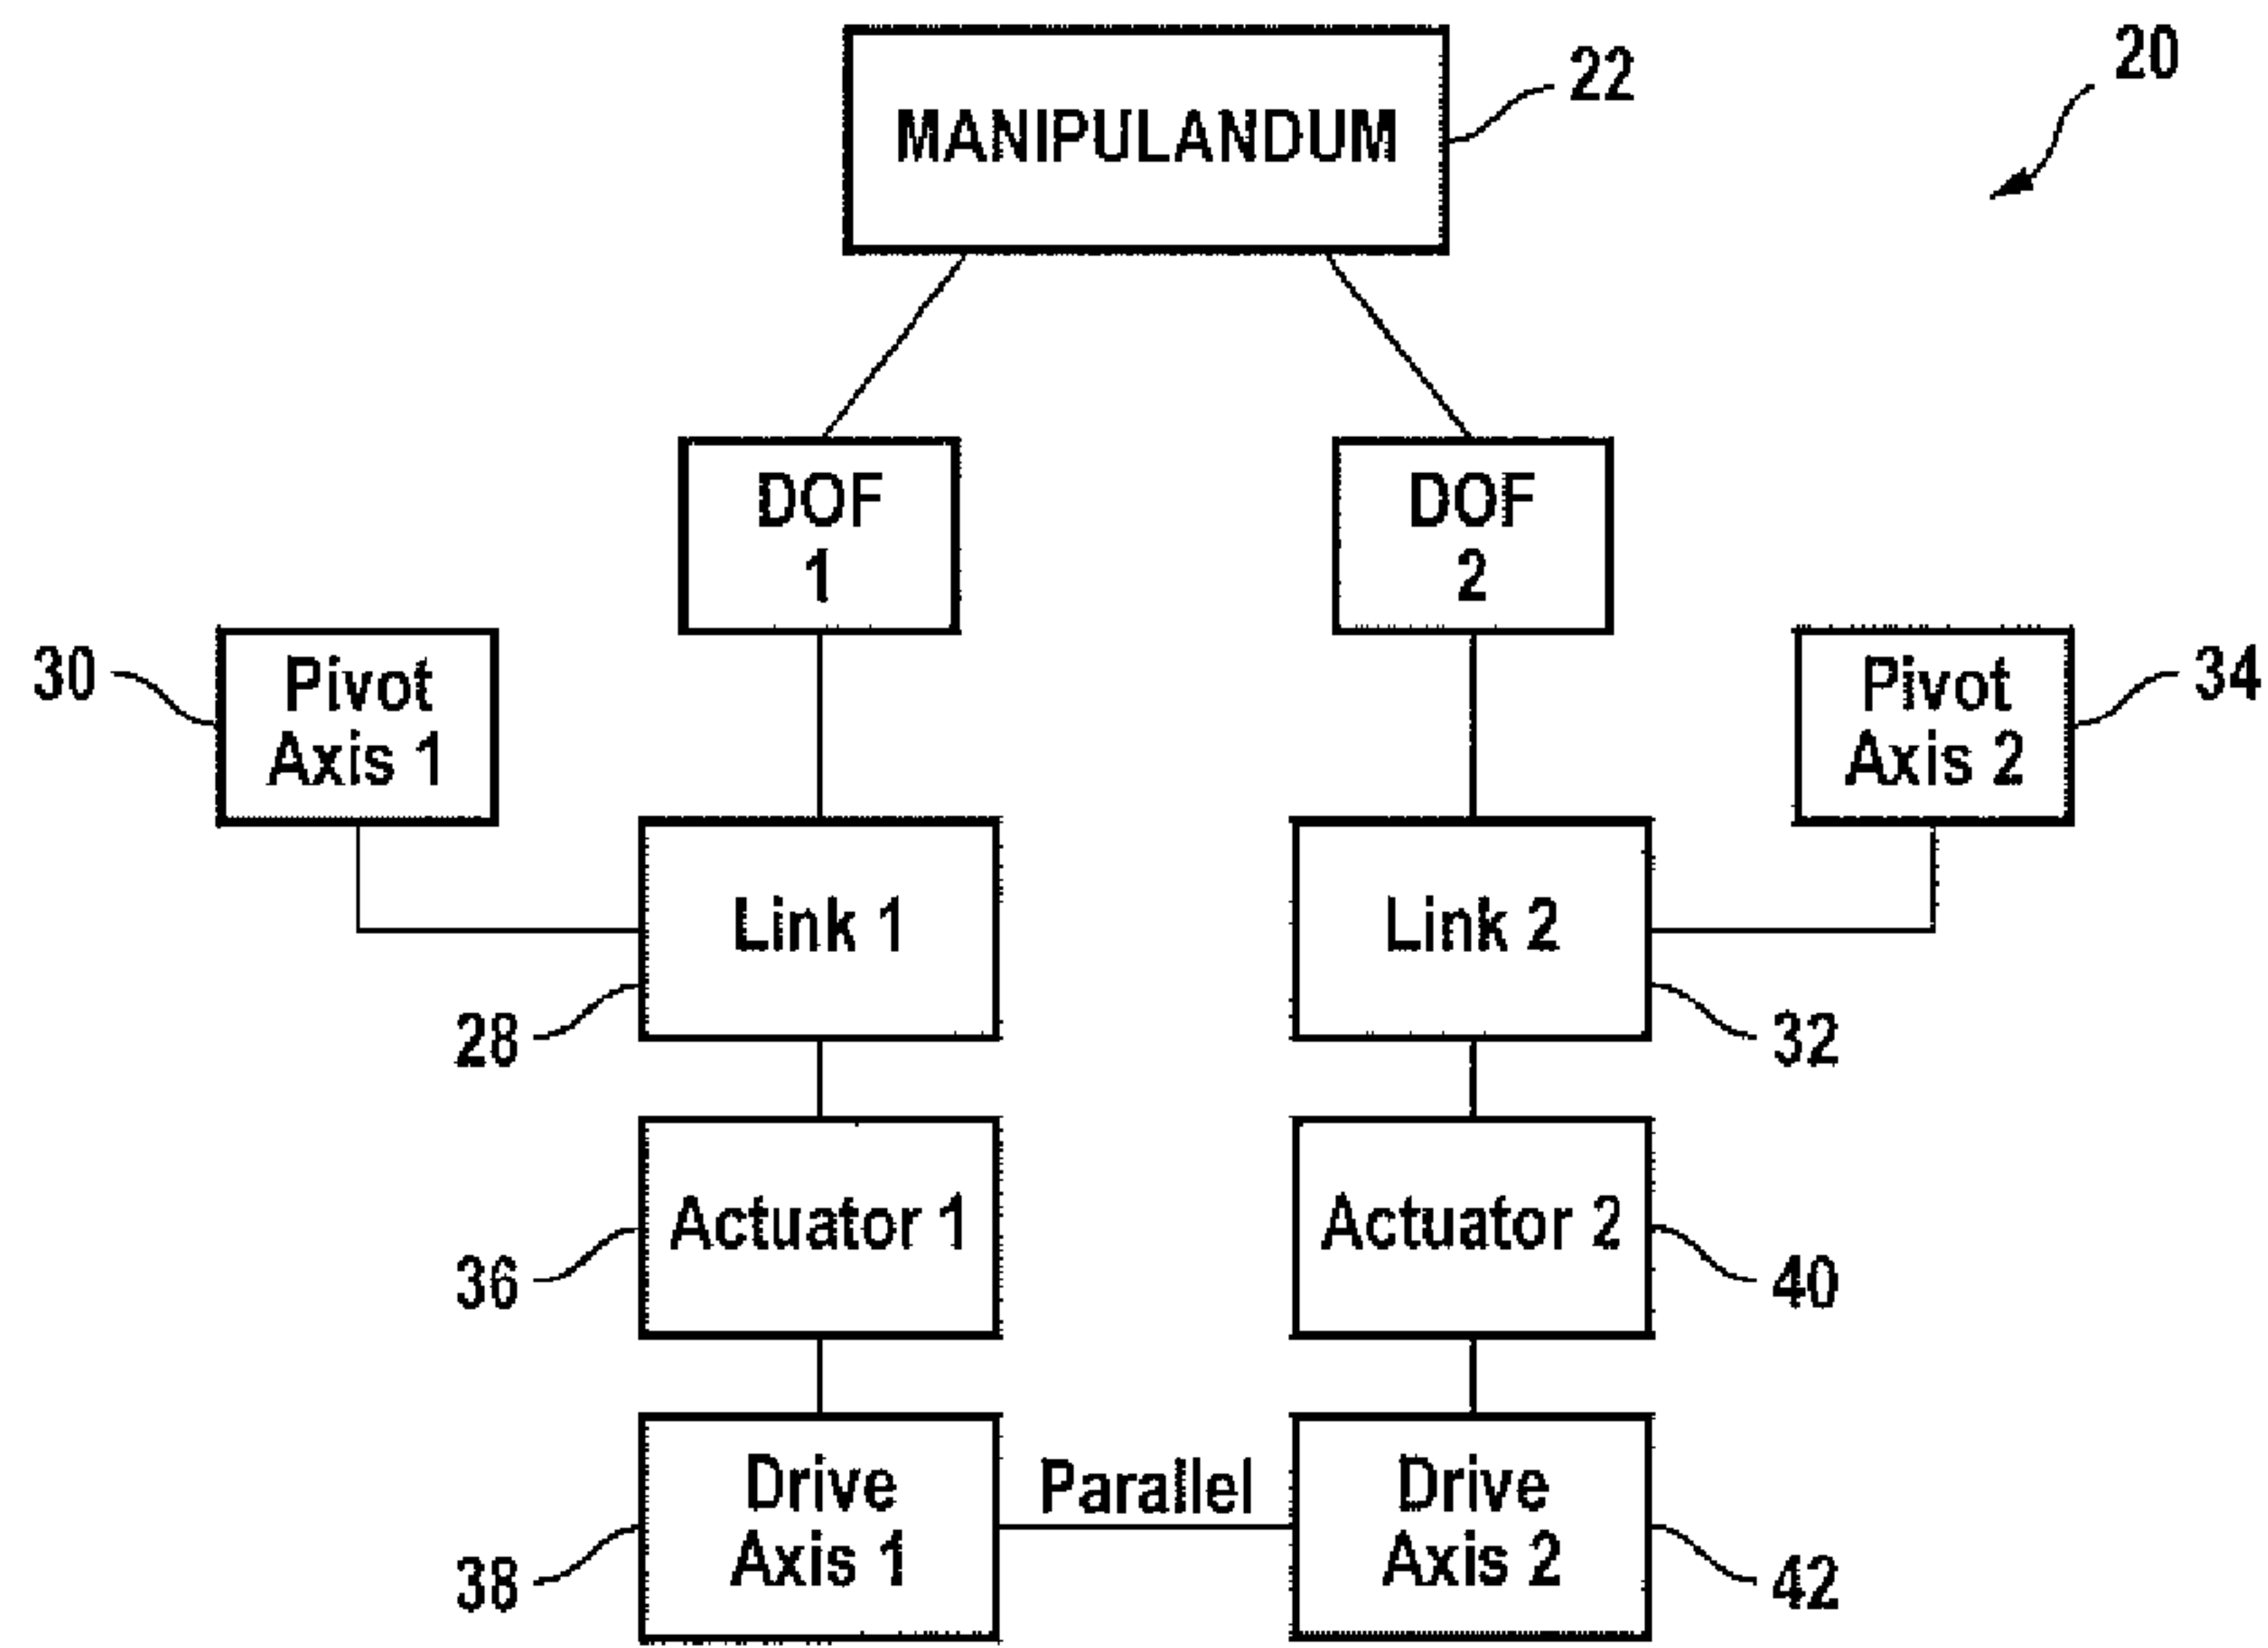 20
22
MANIPULANDUM
DOF
1
DOF
2
30
Pivot
Axis 1
Pivot
Axis 2
34
Link 1
Link 2
28
32
Actuator 1
Actuator 2
36
40
Drive
Axis 1
Parallel
Drive
Axis 2
38
42